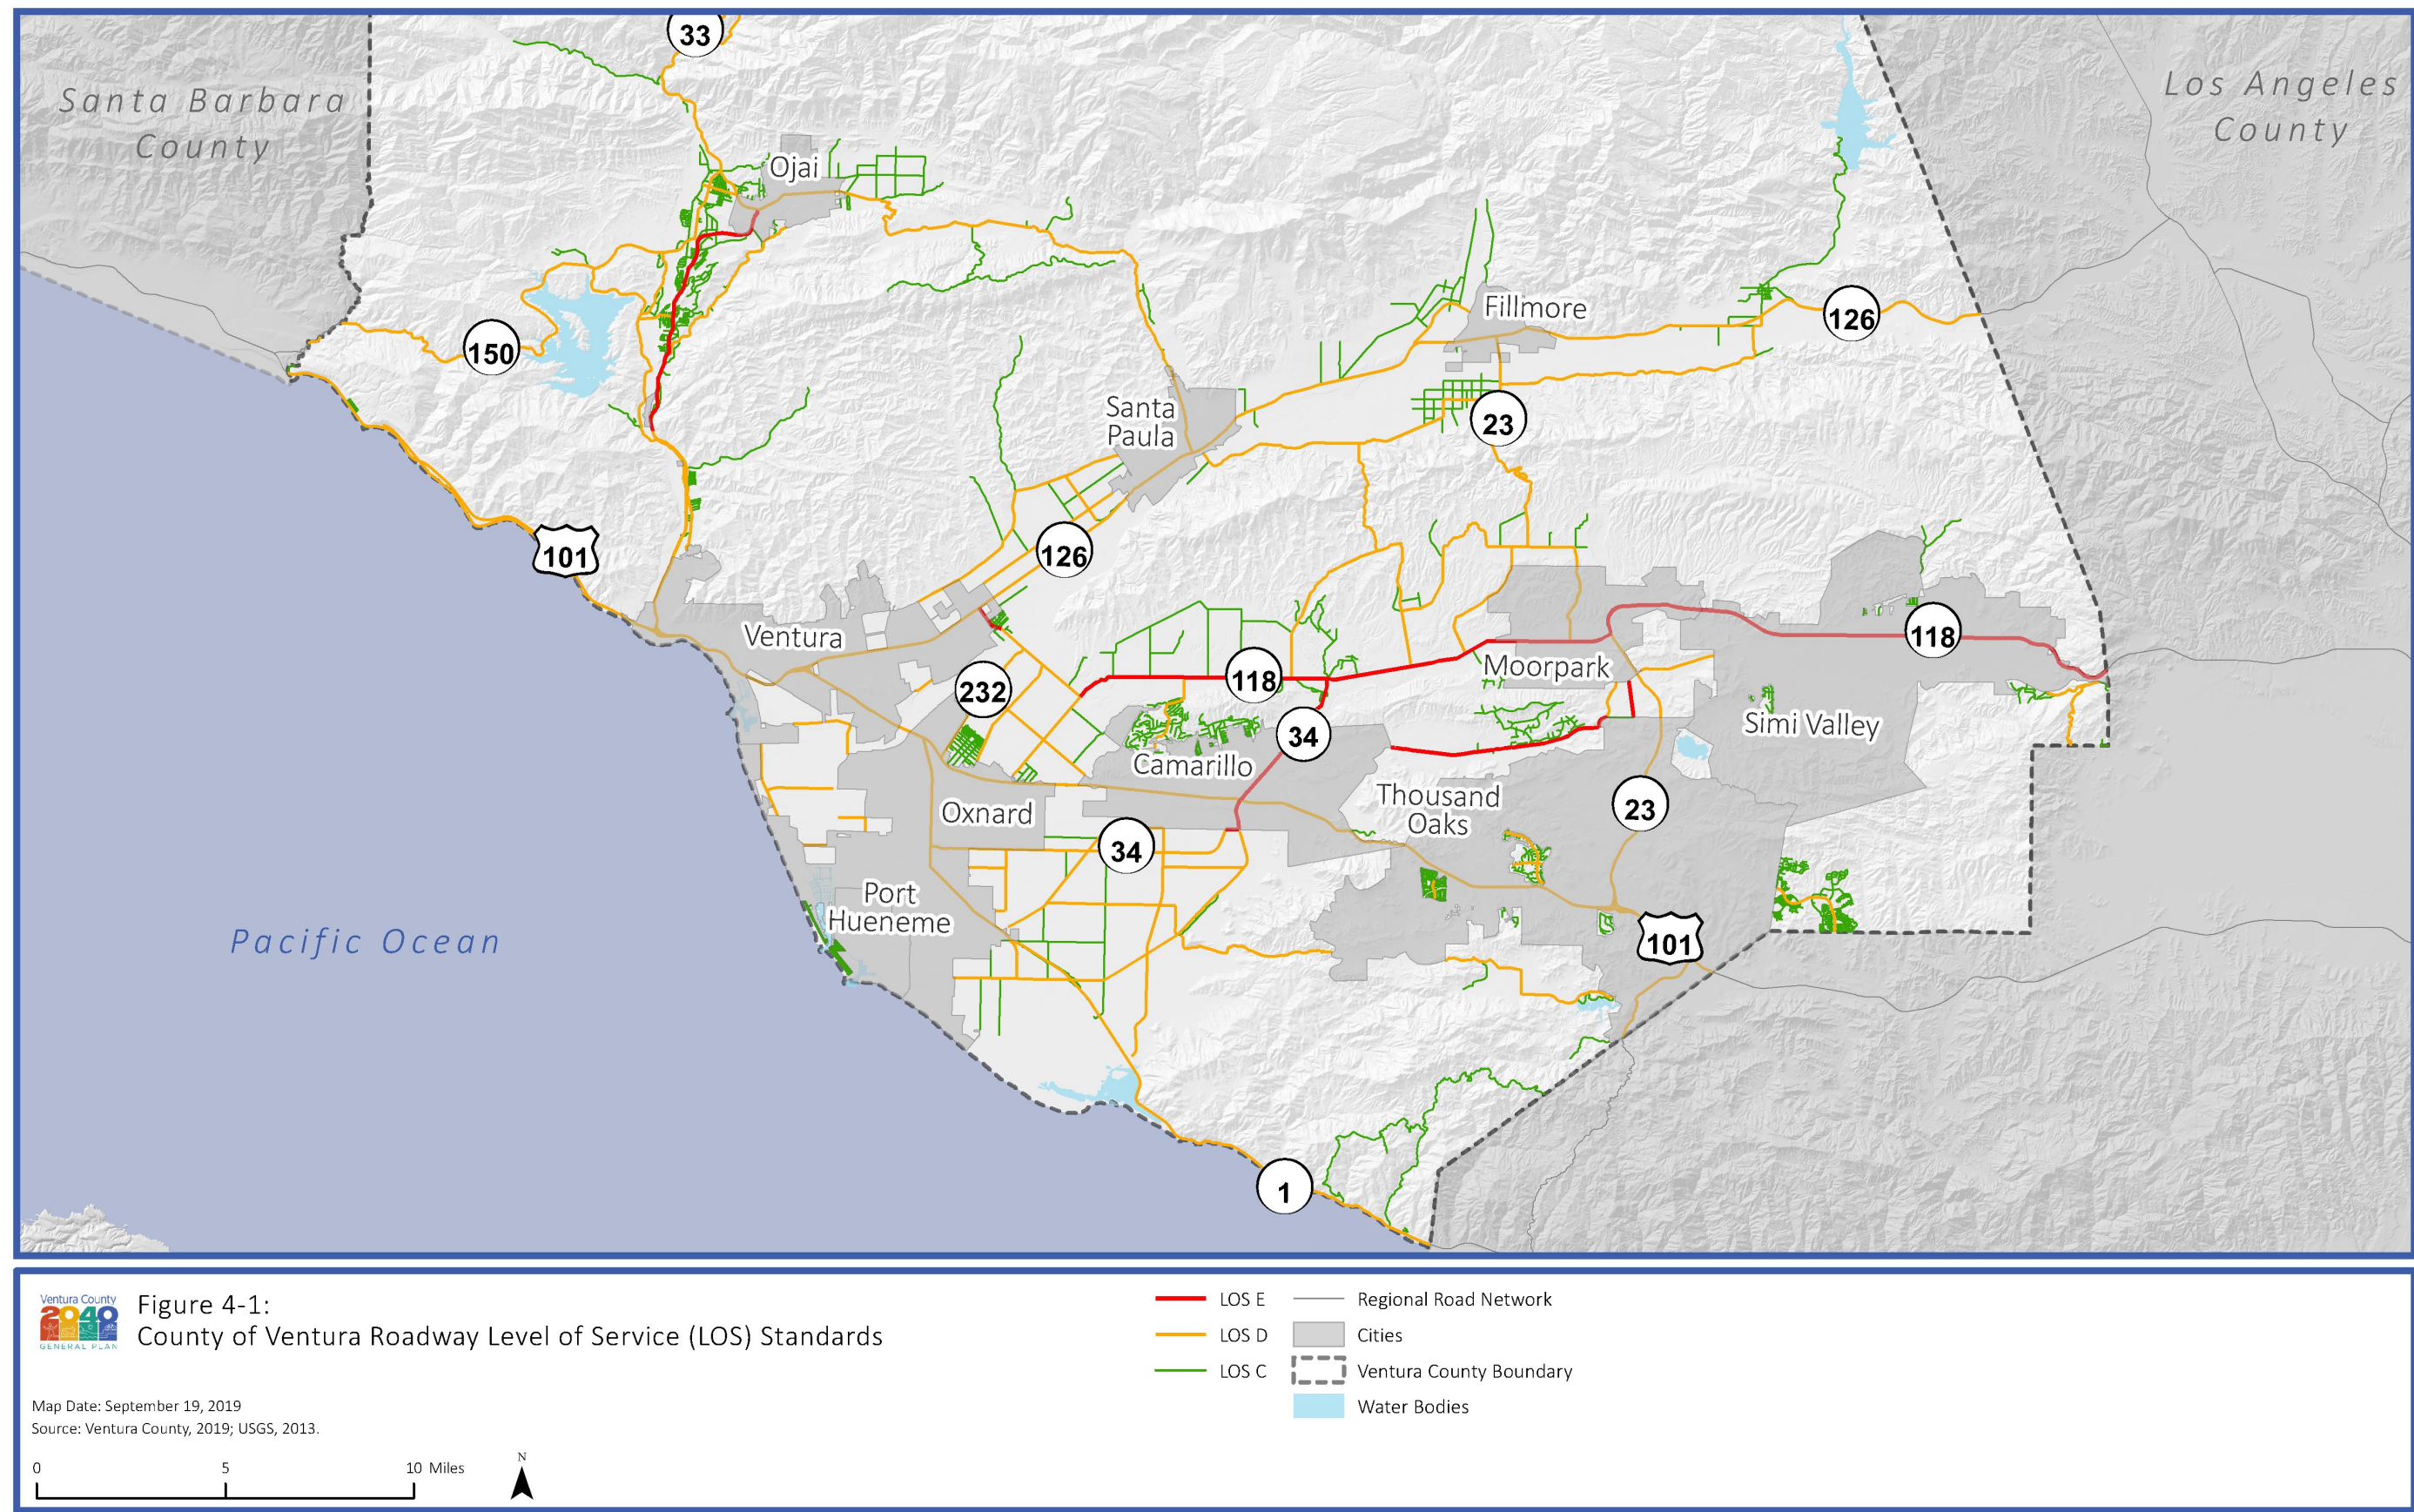 33
Santa Barbara
County
Los Angeles
County
Ojai
Fillmore
126
150
Santa
Paula
23
101
126
Ventura
118
Moorpark
118
232
34
Simi Valley
Camarillo
Thousand
Oaks
23
Oxnard
34
Port
Hueneme
101
Pacific Ocean
1
Ventura County
2040
GENERAL PLAN
Figure 4-1:
County of Ventura Roadway Level of Service (LOS) Standards
Map Date: September 19, 2019
Source: Ventura County, 2019; USGS, 2013.
0 5 10 Miles
N
LOS E
LOS D
LOS C
Regional Road Network
Cities
Ventura County Boundary
Water Bodies